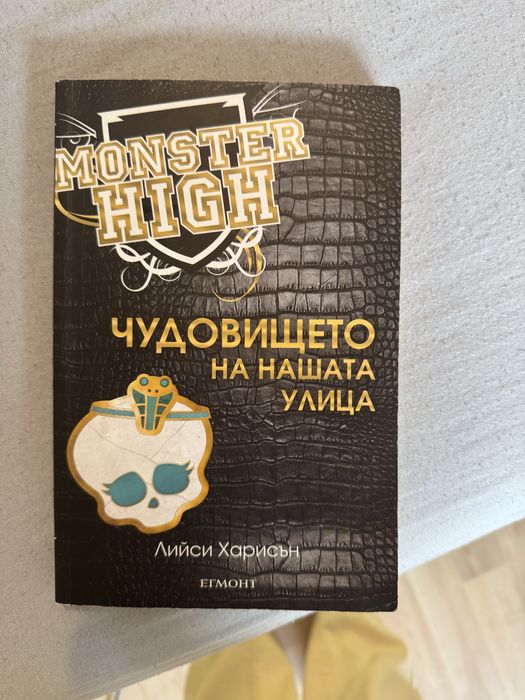 MONSTER
HIGH
ЧУДОВИЩЕТО
НА НАШАТА
УЛИЦА
Лийси Харисън
ЕГМОНТ